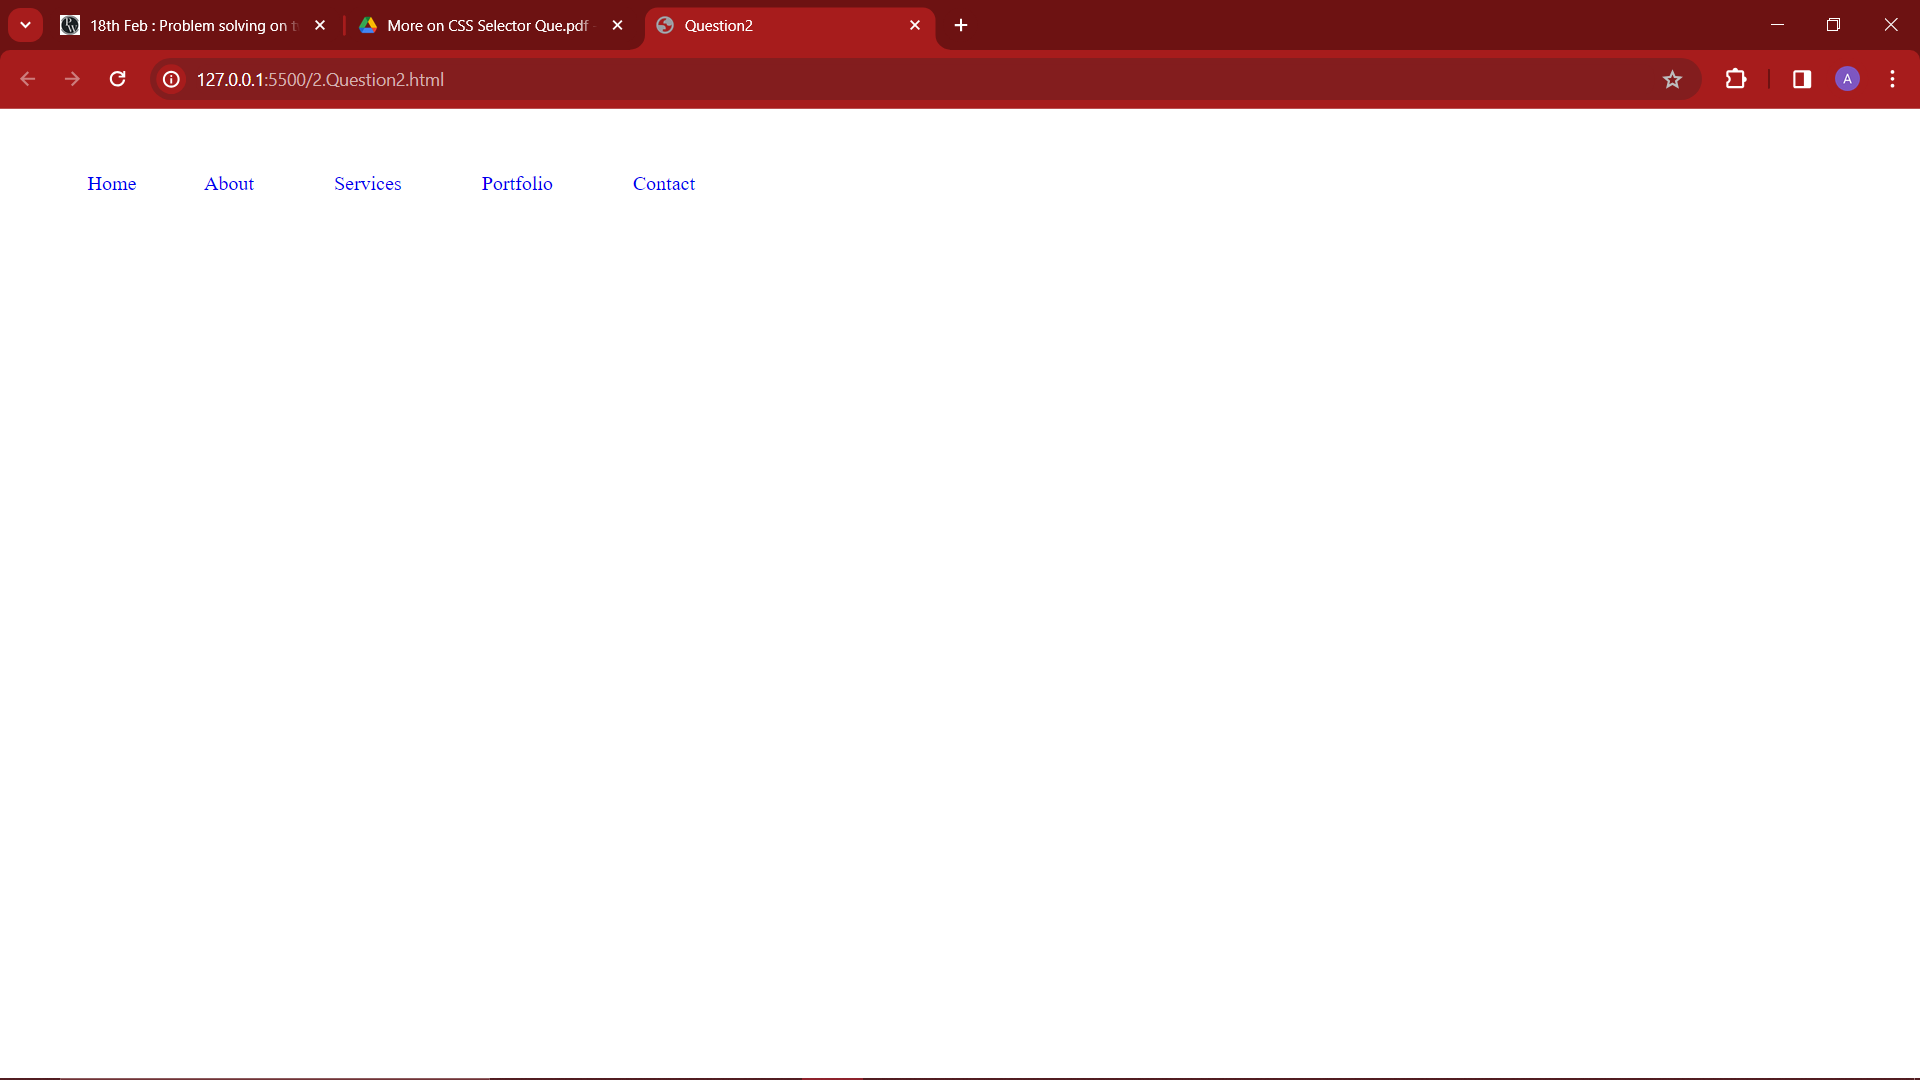 18th Feb : Problem solving on
More on CSS Selector Que.pdf
Question2
127.0.0.1:5500/2.Question2.html
A
Home About Services Portfolio Contact